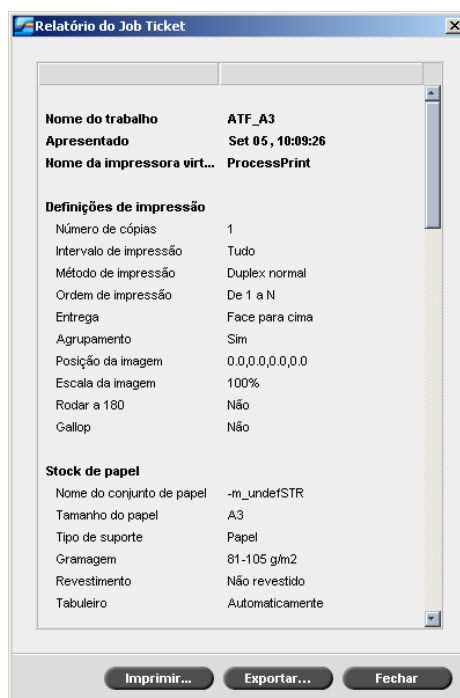 Relatório do Job Ticket
Nome do trabalho ATF_A3
Apresentado Set 05, 10:09:26
Nome da impressora virt... ProcessPrint
Definições de impressão
Número de cópias 1
Intervalo de impressão Tudo
Método de impressão Duplex normal
Ordem de impressão De 1 a N
Entrega Face para cima
Agrupamento Sim
Posição da imagem 0.0,0.0,0.0,0.0
Escala da imagem 100%
Rodar a 180 Não
Gallop Não
Stock de papel
Nome do conjunto de papel -m_undefSTR
Tamanho do papel A3
Tipo de suporte Papel
Gramagem 81-105 g/m2
Revestimento Não revestido
Tabuleiro Automaticamente
Imprimir... Exportar... Fechar